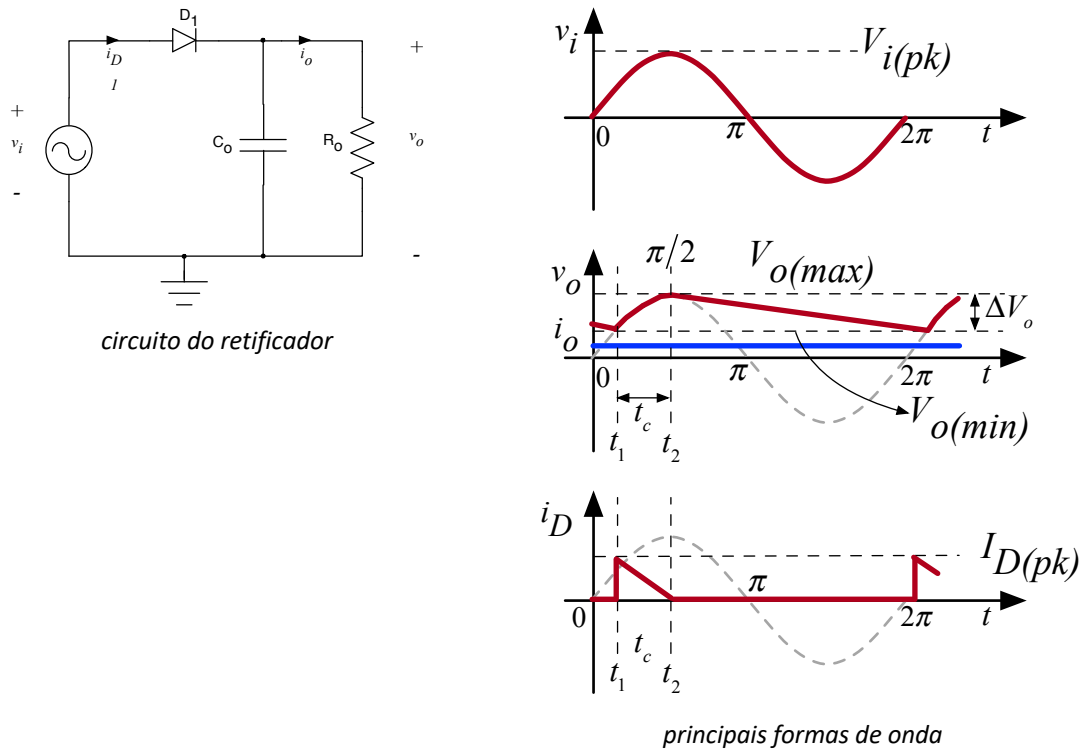 D1
iD
1
io
+
vi
-
Co
Ro
+
vo
-
circuito do retificador
vi
Vi(pk)
0
π
2π
t
π/2
vo
Vo(max)
ΔVo
io
0
π
2π
t
tc
Vo(min)
t1
t2
iD
ID(pk)
π
0
2π
t
tc
t1
t2
principais formas de onda